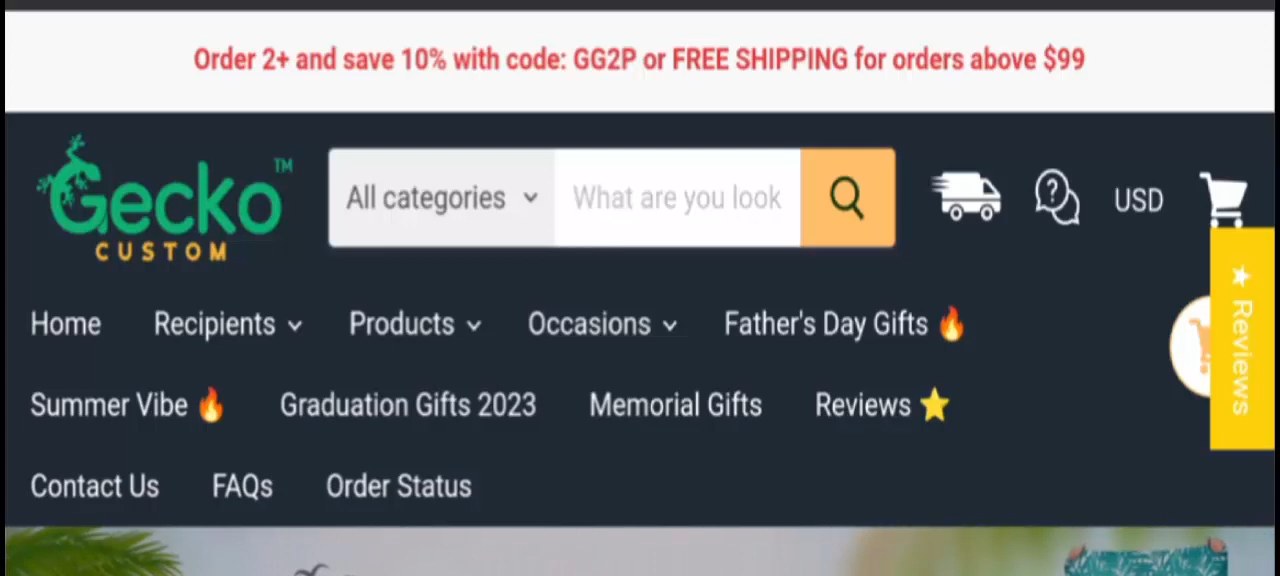 Order 2+ and save 10% with code: GG2P or FREE SHIPPING for orders above $99
Gecko™
CUSTOM
All categories What are you look USD
Home Recipients Products Occasions Father's Day Gifts 🔥
Summer Vibe 🔥 Graduation Gifts 2023 Memorial Gifts Reviews ⭐
Contact Us FAQs Order Status
★ Reviews